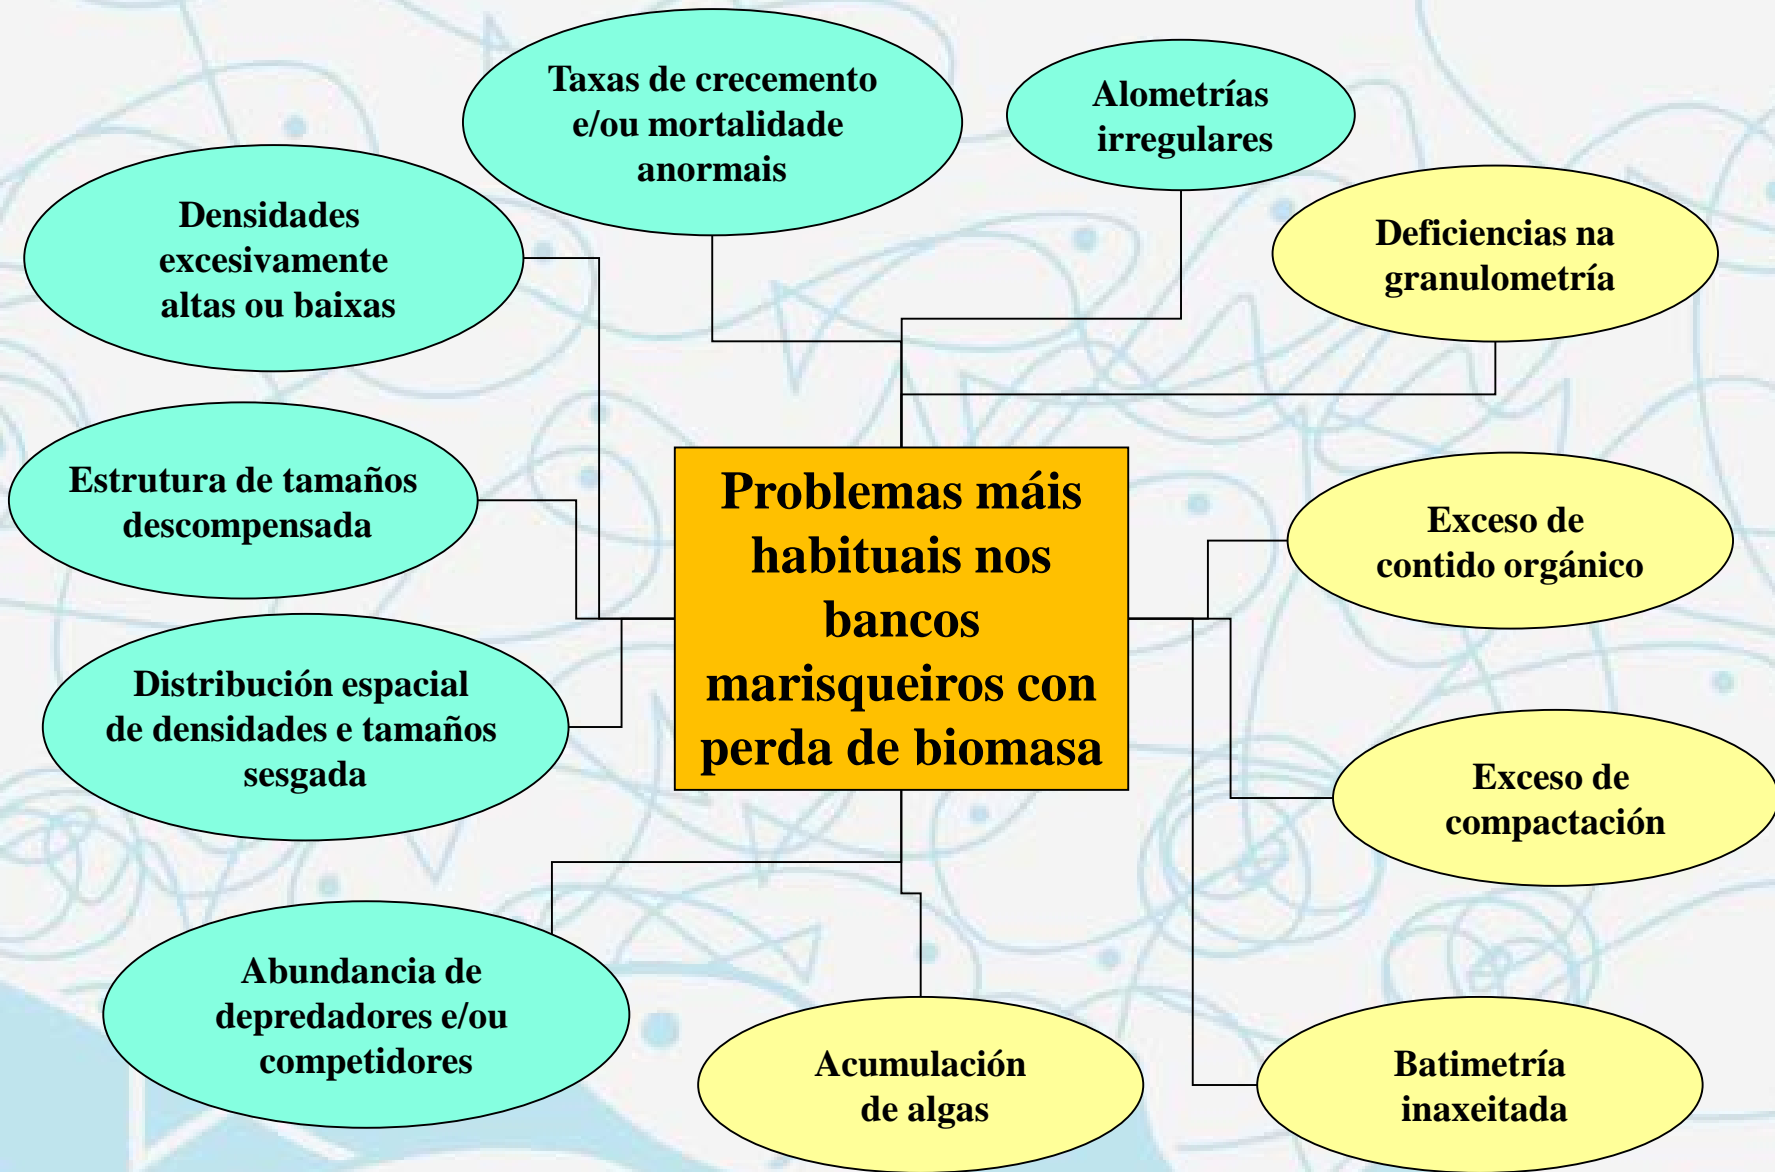 Taxas de crecemento
e/ou mortalidade
anormais
Alometrías
irregulares
Densidades
excesivamente
altas ou baixas
Deficiencias na
granulometría
Estrutura de tamaños
descompensada
Problemas máis
habituais nos
bancos
marisqueiros con
perda de biomasa
Exceso de
contido orgánico
Distribución espacial
de densidades e tamaños
sesgada
Exceso de
compactación
Abundancia de
depredadores e/ou
competidores
Acumulación
de algas
Batimetría
inaxeitada